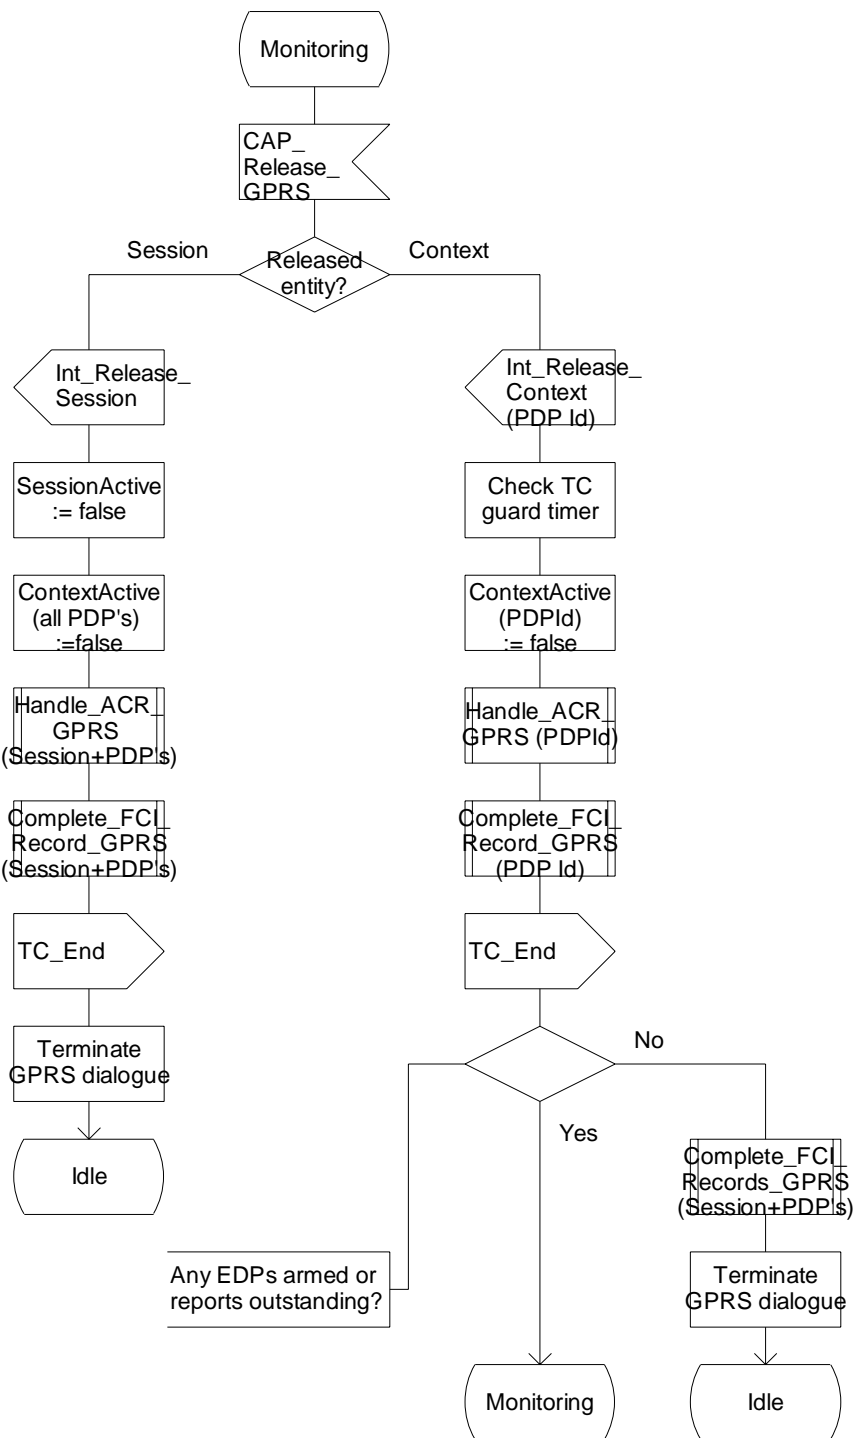 Monitoring
CAP_
Release_
GPRS
Session
Context
Released
entity?
Int_Release_
Session
Int_Release_
Context
(PDP Id)
SessionActive
:= false
Check TC
guard timer
ContextActive
(all PDP's)
:=false
ContextActive
(PDPId)
:= false
Handle_ACR_
GPRS
(Session+PDP's)
Handle_ACR_
GPRS (PDPId)
Complete_FCI_
Record_GPRS
(Session+PDP's)
Complete_FCI_
Record_GPRS
(PDP Id)
TC_End
TC_End
Terminate
GPRS dialogue
No
Yes
Idle
Complete_FCI_
Records_GPRS
(Session+PDP's)
Any EDPs armed or
reports outstanding?
Terminate
GPRS dialogue
Monitoring
Idle